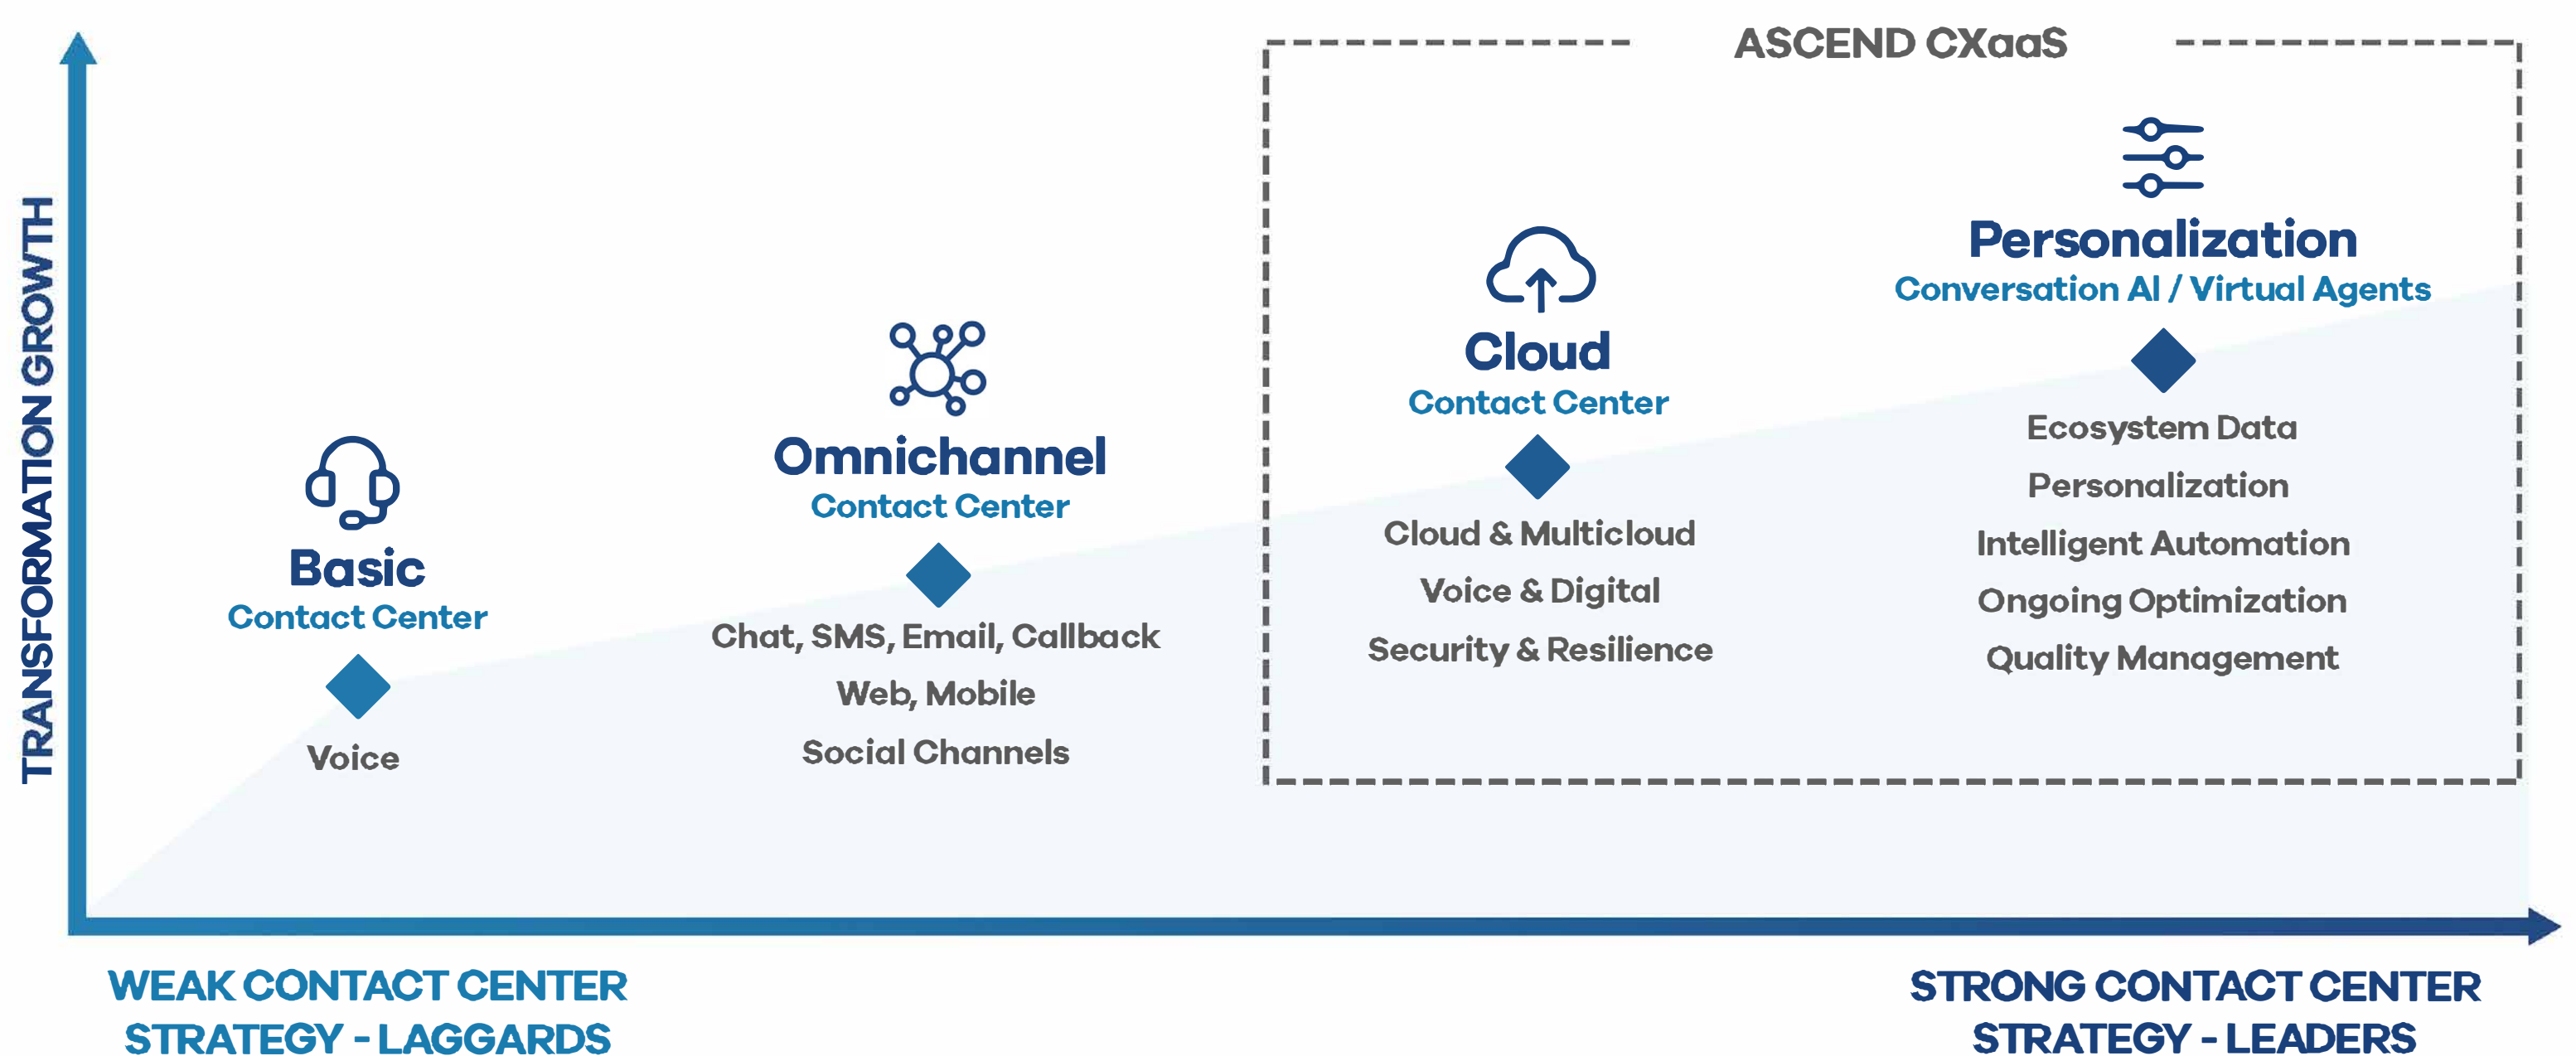 TRANSFORMATION GROWTH
Basic
Contact Center
Voice
Omnichannel
Contact Center
Chat, SMS, Email, Callback
Web, Mobile
Social Channels
ASCEND CXaaS
Cloud
Contact Center
Cloud & Multicloud
Voice & Digital
Security & Resilience
Personalization
Conversation AI / Virtual Agents
Ecosystem Data
Personalization
Intelligent Automation
Ongoing Optimization
Quality Management
WEAK CONTACT CENTER
STRATEGY - LAGGARDS
STRONG CONTACT CENTER
STRATEGY - LEADERS